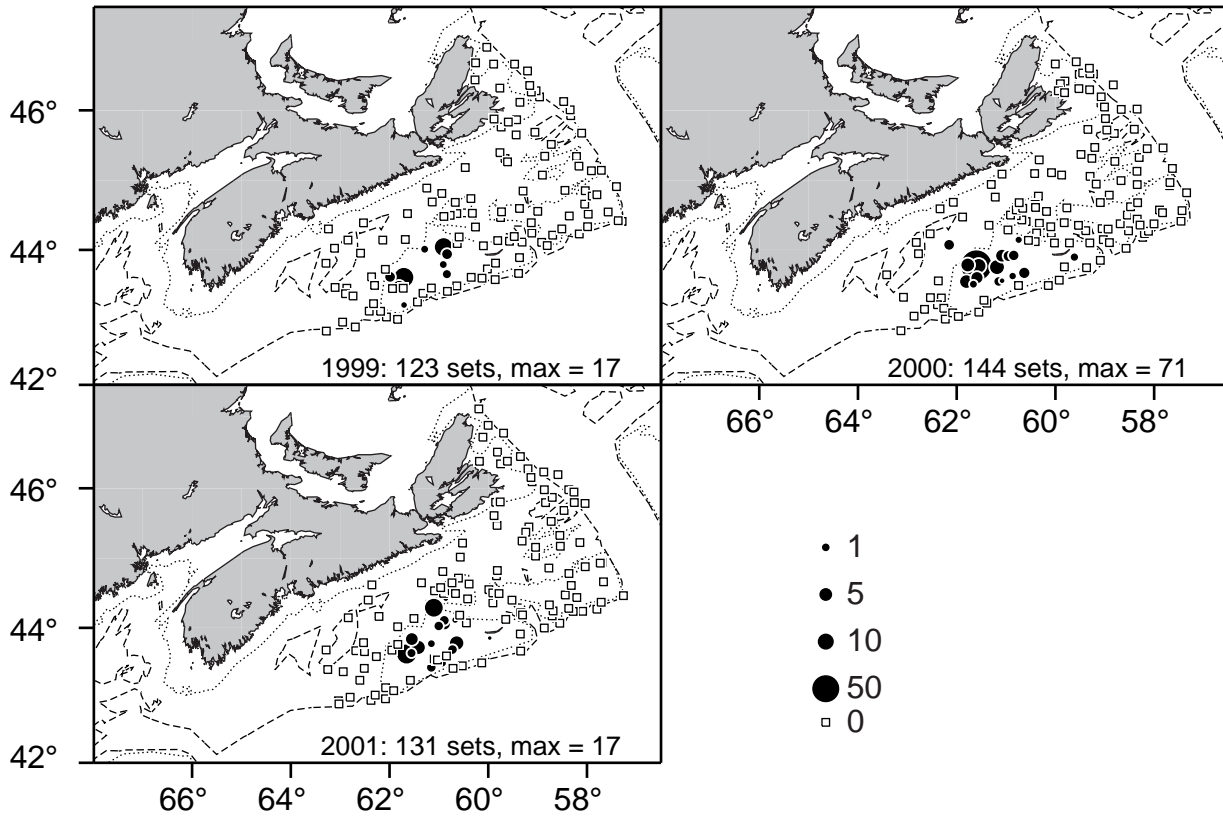 46°
44°
42°
1999: 123 sets, max = 17
2000: 144 sets, max = 71
66° 64° 62° 60° 58°
46°
44°
42°
2001: 131 sets, max = 17
66° 64° 62° 60° 58°
1
5
10
50
0